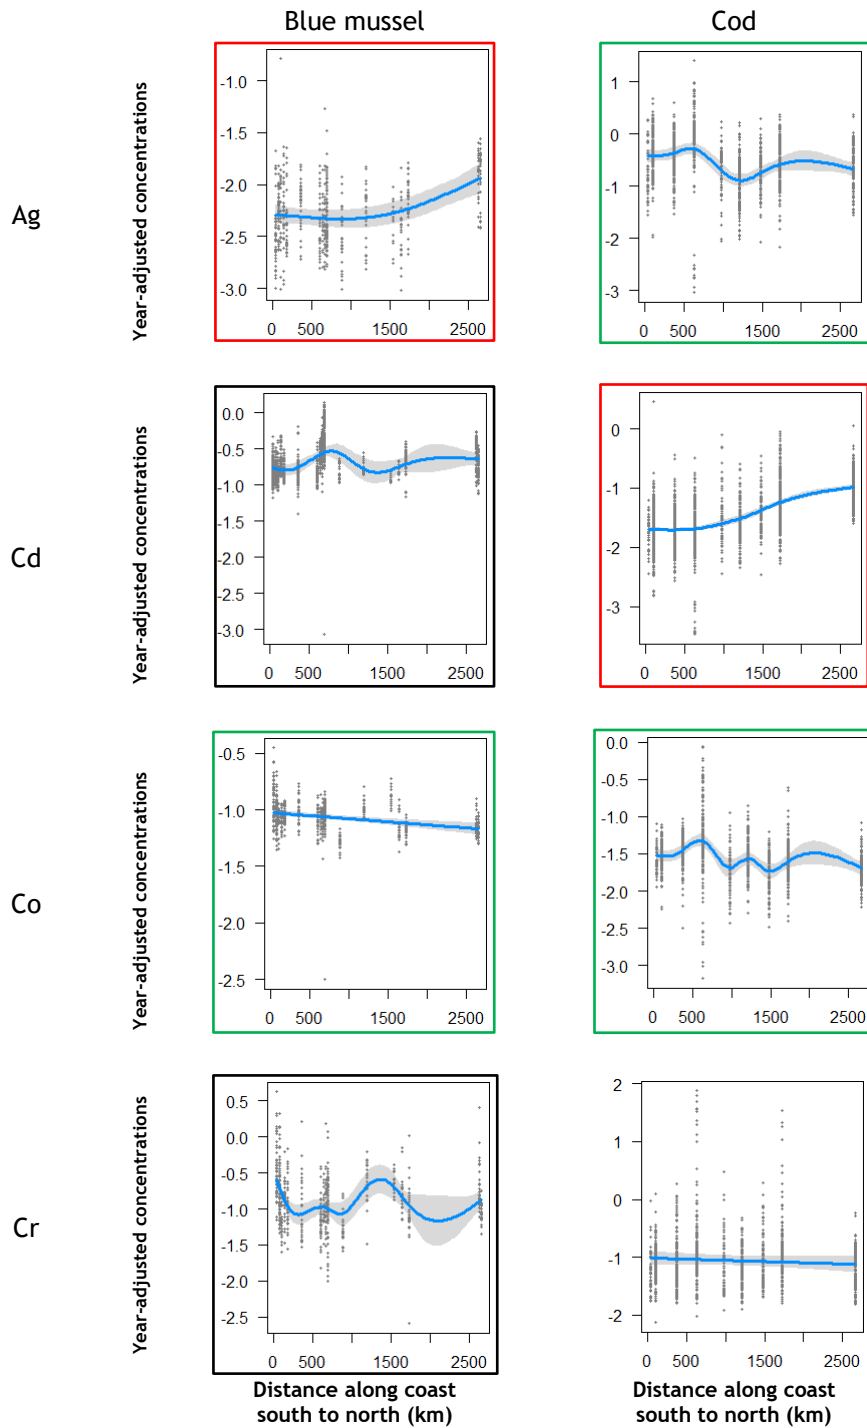 Blue mussel Cod
Ag
Year-adjusted concentrations
-1.0
-1.5
-2.0
-2.5
-3.0
0 500 1500 2500
1
0
-1
-2
-3
0 500 1500 2500
Cd
Year-adjusted concentrations
0.0
-0.5
-1.0
-1.5
-2.0
-2.5
-3.0
0 500 1500 2500
0
-1
-2
-3
0 500 1500 2500
Co
Year-adjusted concentrations
-0.5
-1.0
-1.5
-2.0
-2.5
0 500 1500 2500
0.0
-0.5
-1.0
-1.5
-2.0
-2.5
-3.0
0 500 1500 2500
Cr
Year-adjusted concentrations
0.5
0.0
-0.5
-1.0
-1.5
-2.0
-2.5
0 500 1500 2500
2
1
0
-1
-2
0 500 1500 2500
Distance along coast
south to north (km)
Distance along coast
south to north (km)